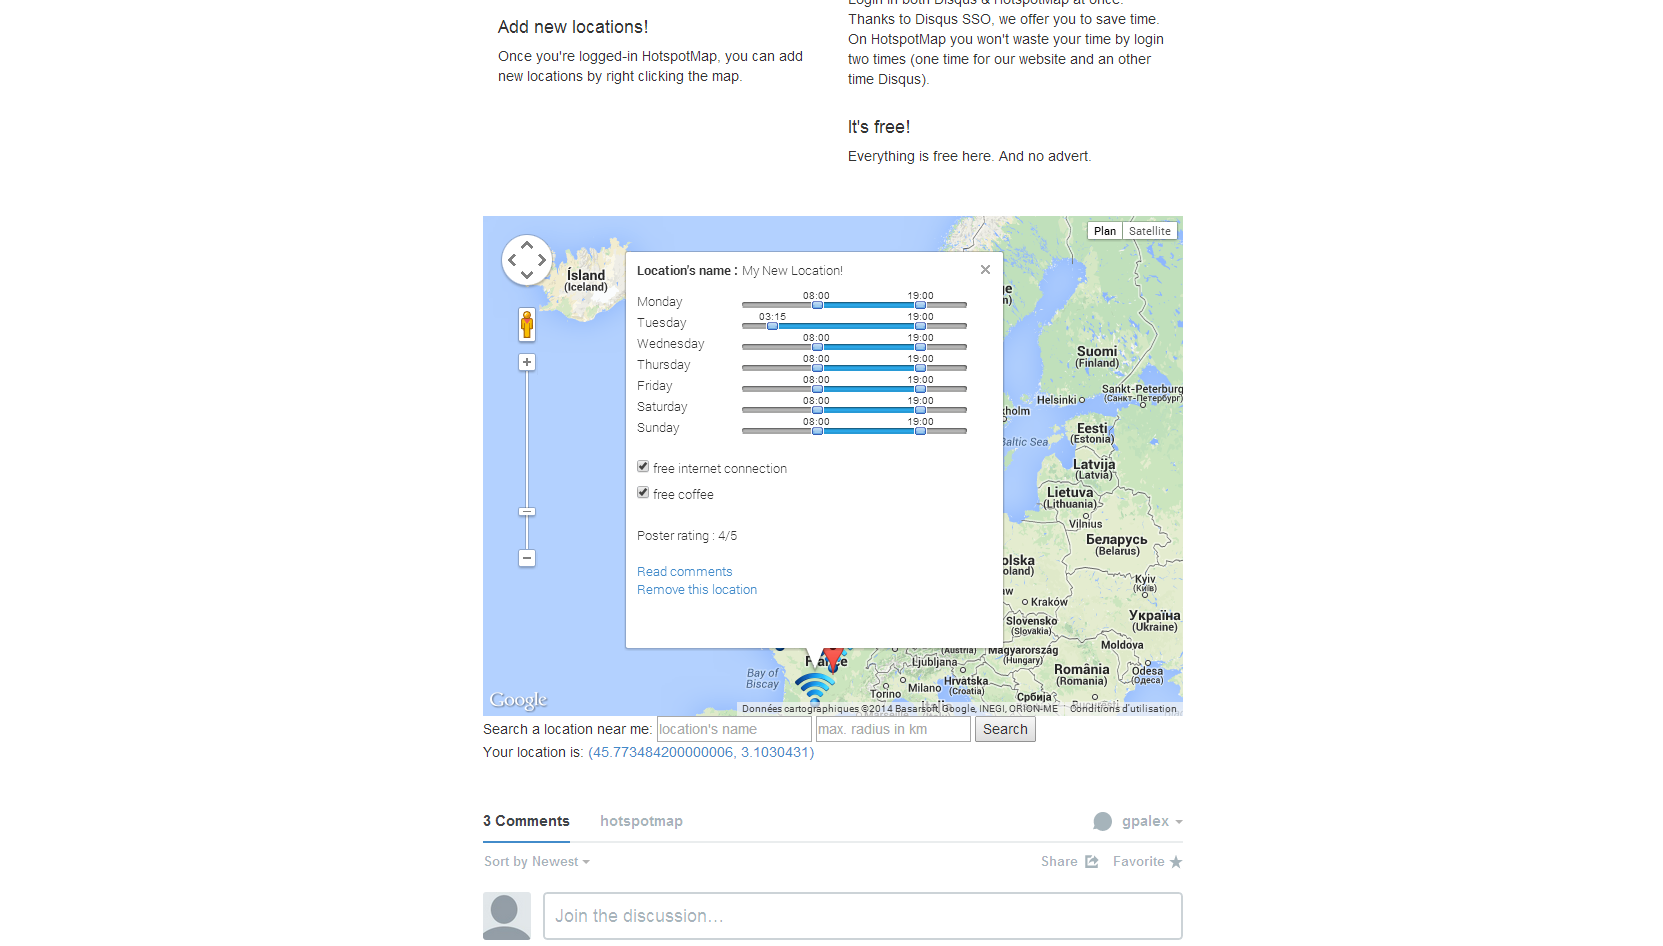 Add new locations!
Once you're logged-in HotspotMap, you can add
new locations by right clicking the map.
Login in both Disqus & HotspotMap at once.
Thanks to Disqus SSO, we offer you to save time.
On HotspotMap you won't waste your time by login
two times (one time for our website and an other
time Disqus).
It's free!
Everything is free here. And no advert.
Plan Satellite
Ísland
(Iceland)
Location's name : My New Location!
Monday 08:00 19:00
Tuesday 03:15 19:00
Wednesday 08:00 19:00
Thursday 08:00 19:00
Friday 08:00 19:00
Saturday 08:00 19:00
Sunday 08:00 19:00
free internet connection
free coffee
Poster rating : 4/5
Read comments
Remove this location
Suomi
(Finland)
Sankt-Peterburg
(Санкт-Петербург)
Helsinki
Baltic Sea
Eesti
(Estonia)
Latvija
(Latvia)
Lietuva
(Lithuania)
Vilnius
Беларусь
(Belarus)
Kyiv
(Київ)
Kraków
Slovensko
(Slovakia)
Україна
(Ukraine)
Moldova
(Austria)
Magyarország
(Hungary)
France
Ljubljana
România
(Romania)
Odesa
(Одеса)
Bay of
Biscay
Torino
Milano
Hrvatska
(Croatia)
Србија
(Serbia)
Google
Données cartographiques ©2014 Basarsoft, Google, INEGI, ORION-ME
Conditions d'utilisation
Search a location near me: location's name max. radius in km Search
Your location is: (45.773484200000006, 3.1030431)
3 Comments hotspotmap gpalex
Sort by Newest Share Favorite
Join the discussion…